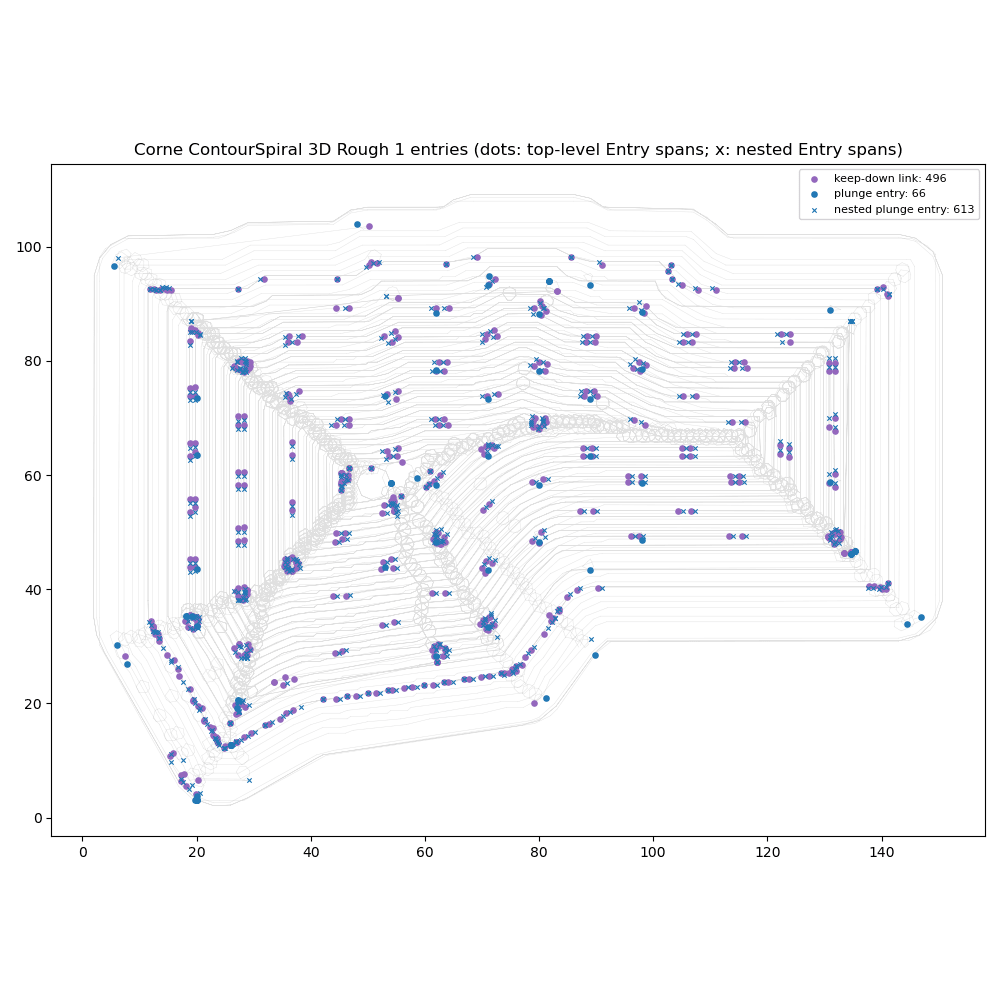 Corne ContourSpiral 3D Rough 1 entries (dots: top-level Entry spans; x: nested Entry spans)
keep-down link: 496
plunge entry: 66
nested plunge entry: 613
100
80
60
40
20
0
0 20 40 60 80 100 120 140